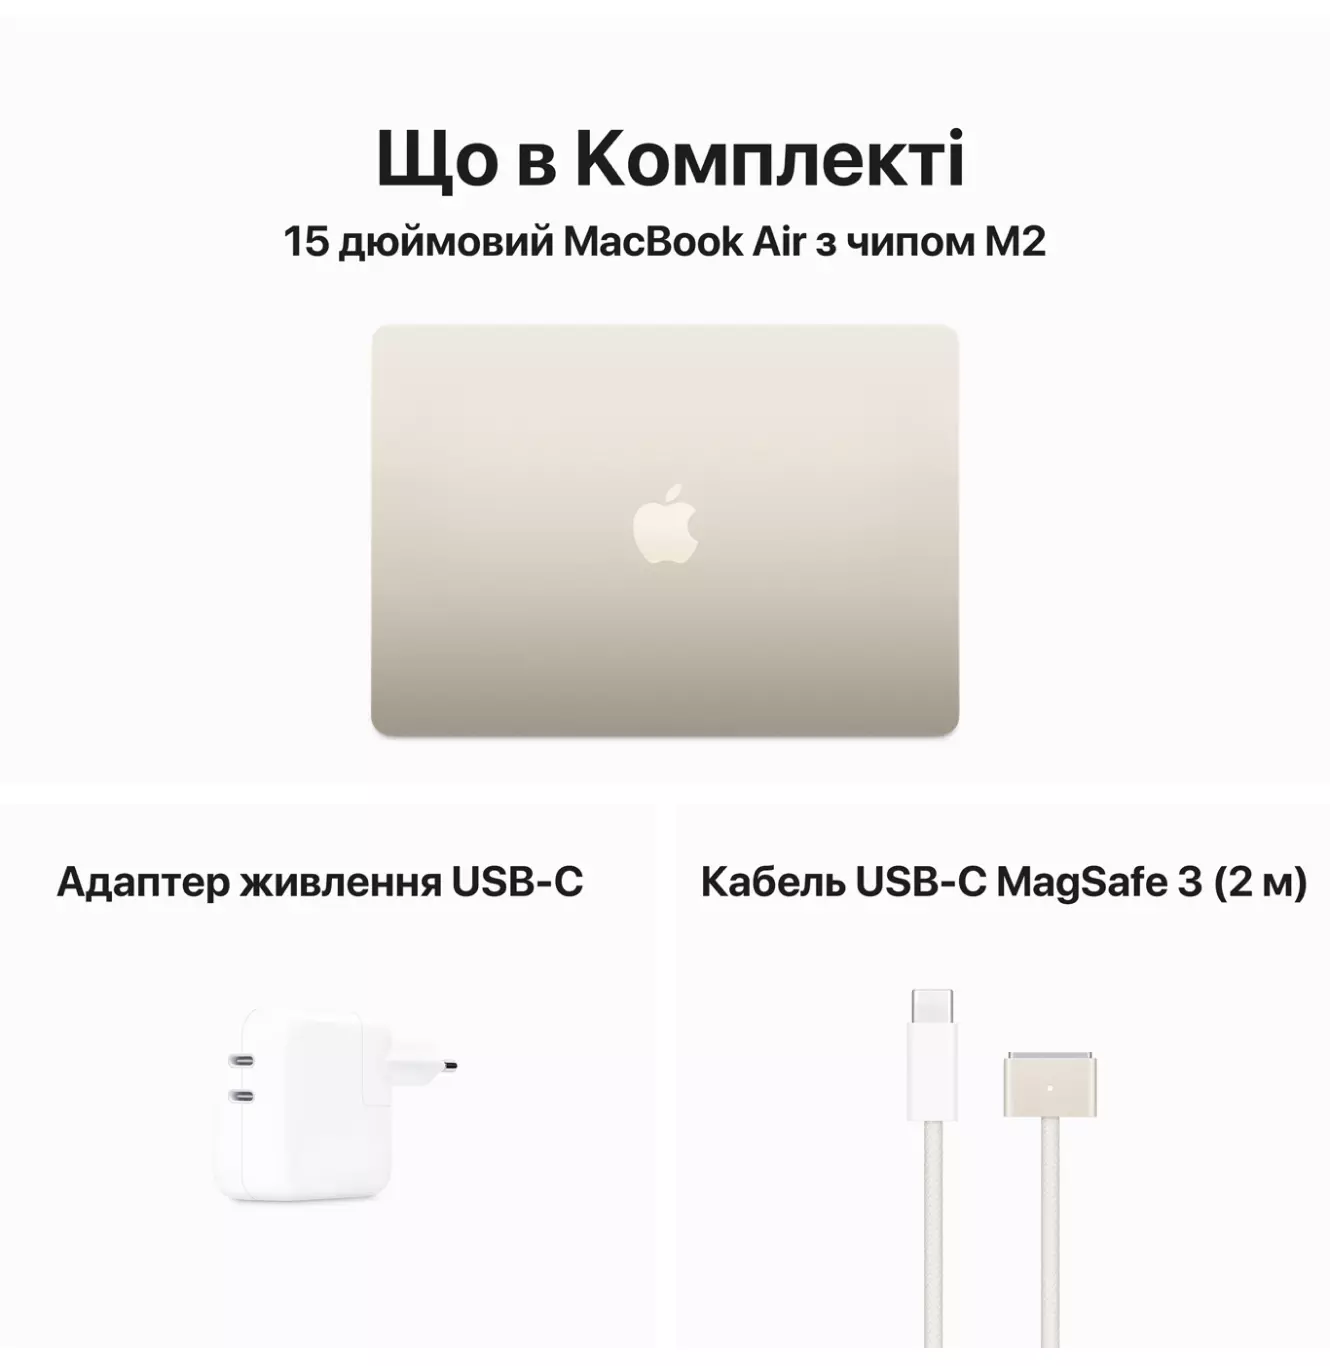 Що в Комплекті
15 дюймовий MacBook Air з чипом M2
Адаптер живлення USB-C
Кабель USB-C MagSafe 3 (2 м)